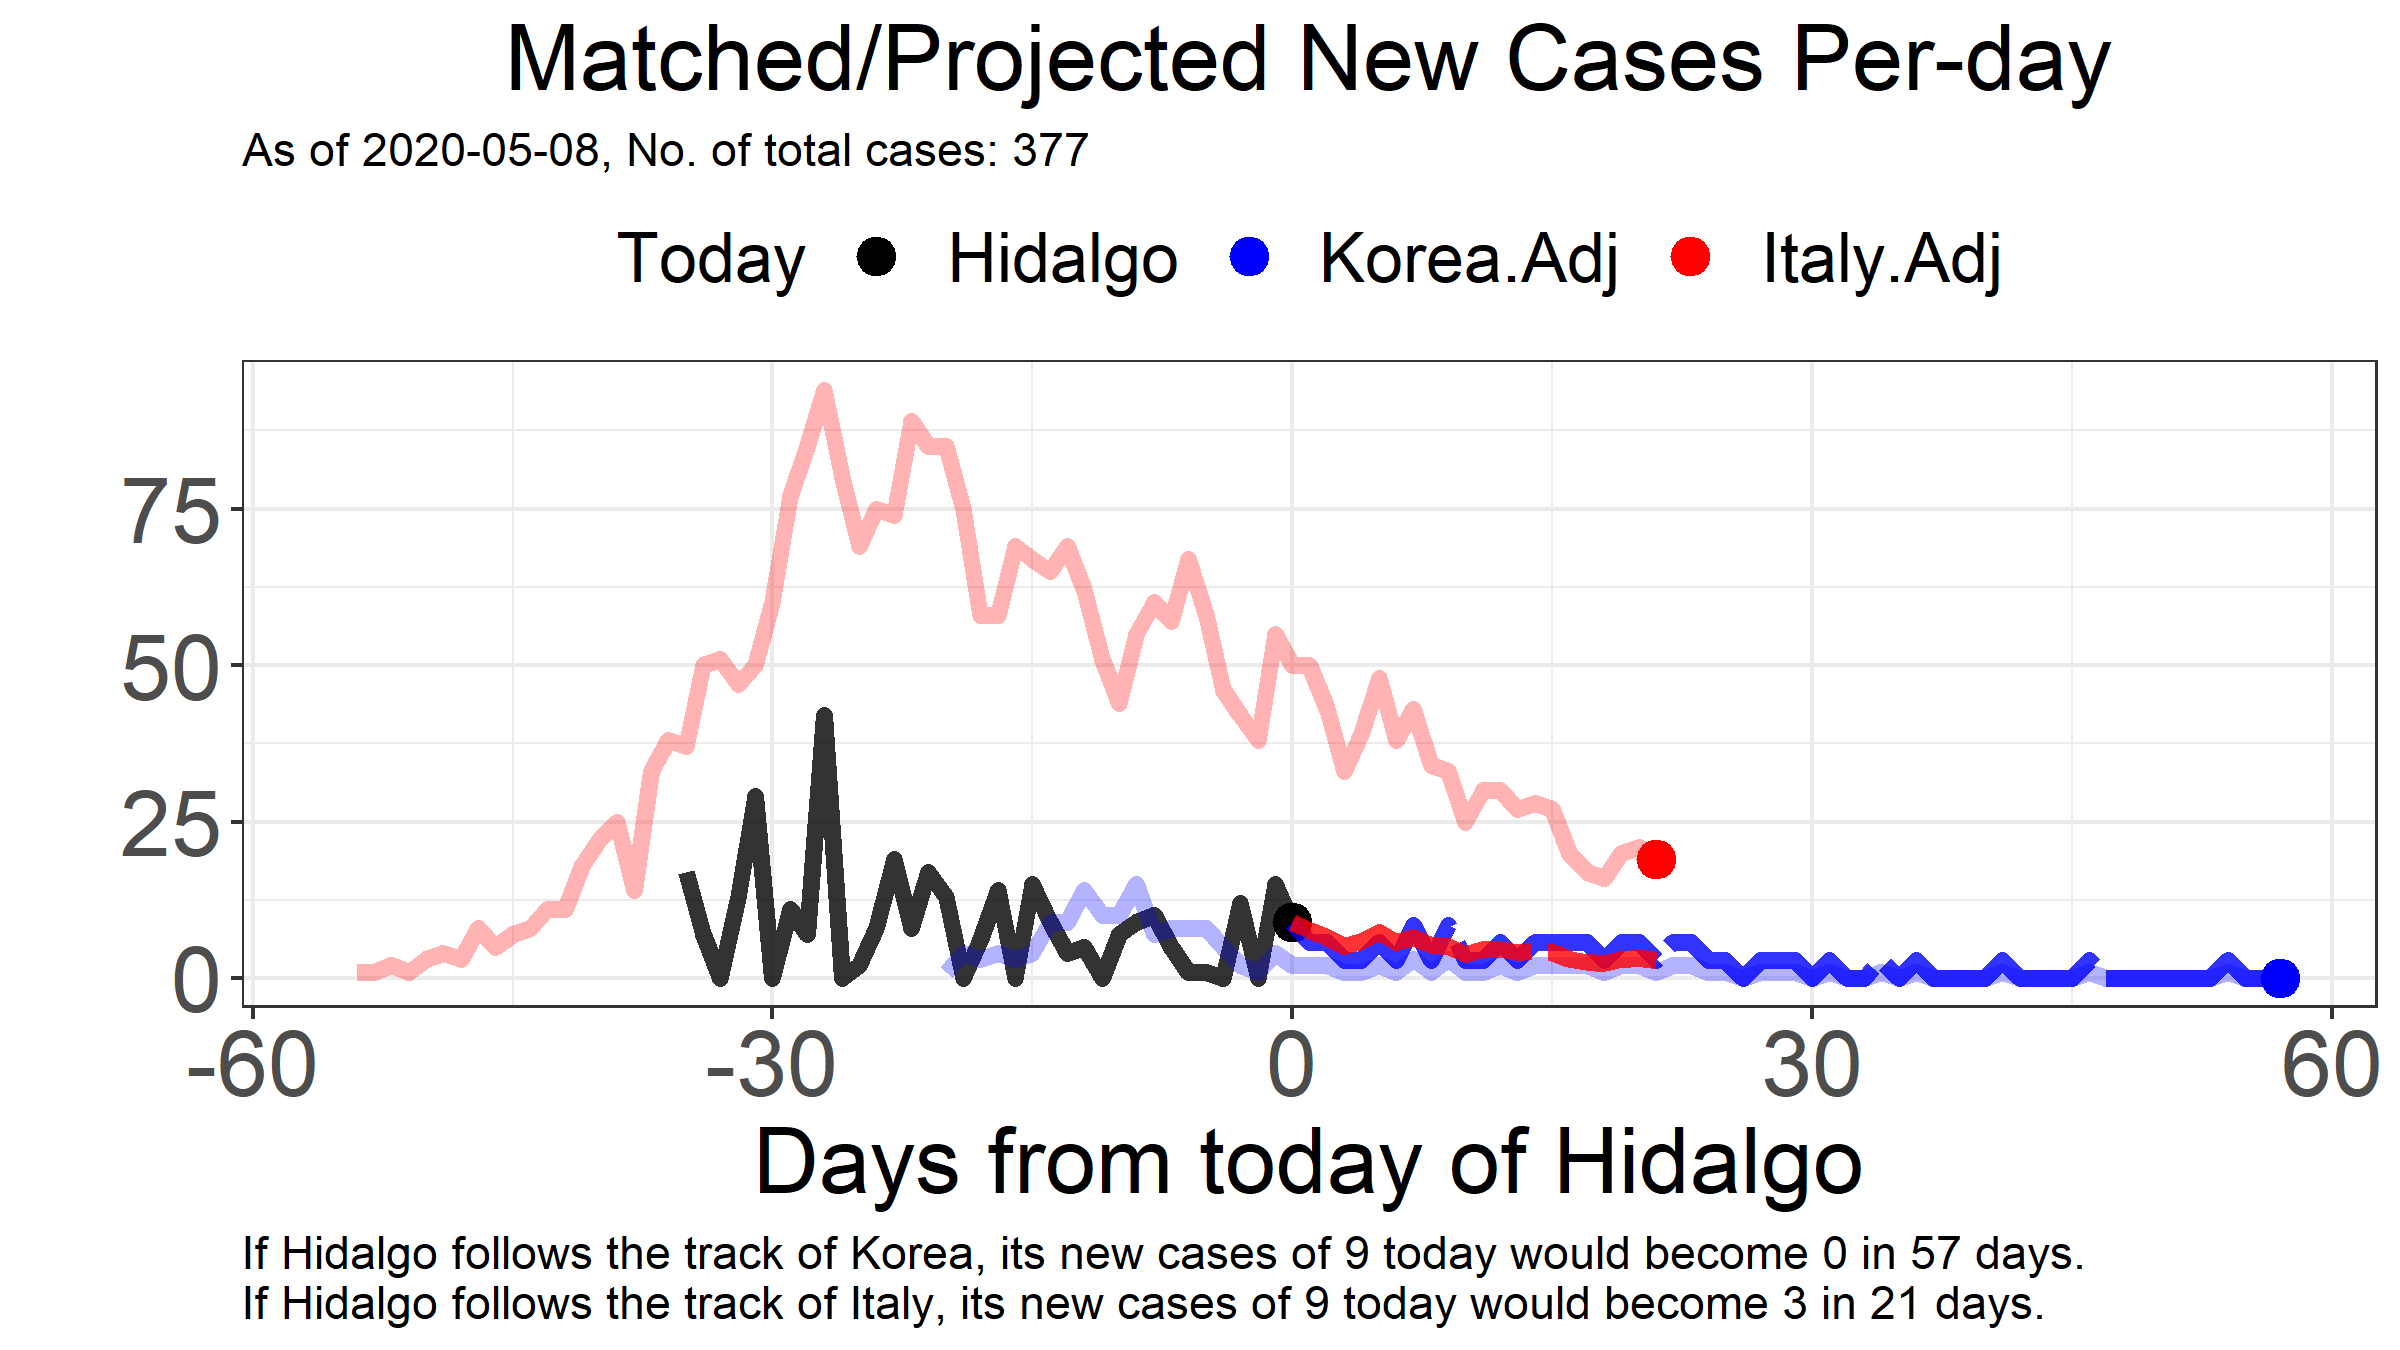 Matched/Projected New Cases Per-day
As of 2020-05-08, No. of total cases: 377
Today Hidalgo Korea.Adj Italy.Adj
75
50
25
0
-60 -30 0 30 60
Days from today of Hidalgo
If Hidalgo follows the track of Korea, its new cases of 9 today would become 0 in 57 days.
If Hidalgo follows the track of Italy, its new cases of 9 today would become 3 in 21 days.